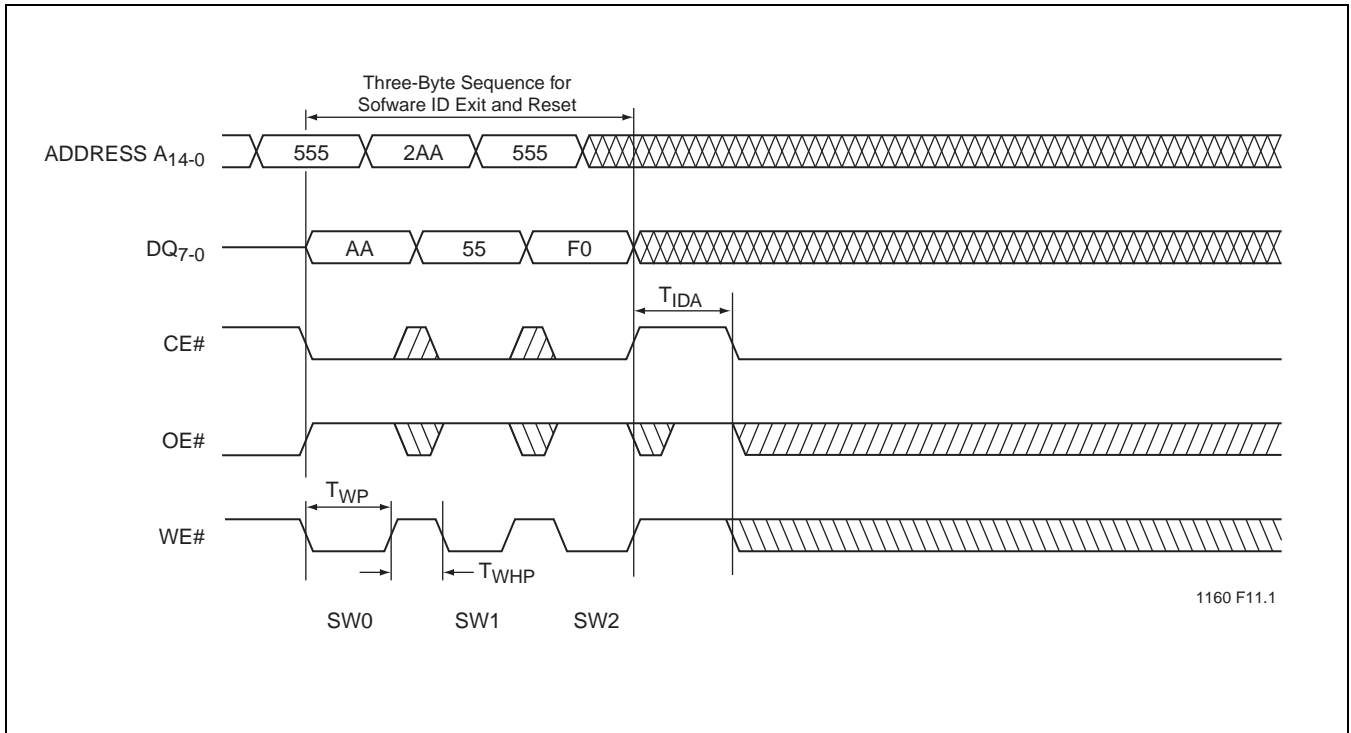 Three-Byte Sequence for
Sofware ID Exit and Reset
ADDRESS A14-0
555
2AA
555
DQ7-0
AA
55
F0
TIDA
CE#
OE#
TWP
WE#
TWHP
SW0
SW1
SW2
1160 F11.1